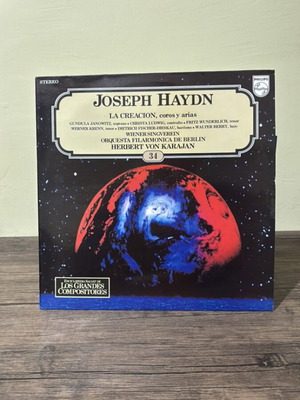 STEREO
PHILIPS
JOSEPH HAYDN
LA CREACION, coros y arias
GUNDULA JANOWITZ, soprano • CHRISTA LUDWIG, contralto • FRITZ WUNDERLICH, tenor
WERNER KRENN, tenor • DIETRICH FISCHER-DIESKAU, barítono • WALTER BERRY, bajo
WIENER SINGVEREIN
ORQUESTA FILARMONICA DE BERLIN
HERBERT VON KARAJAN
34
LOS GRANDES
COMPOSITORES